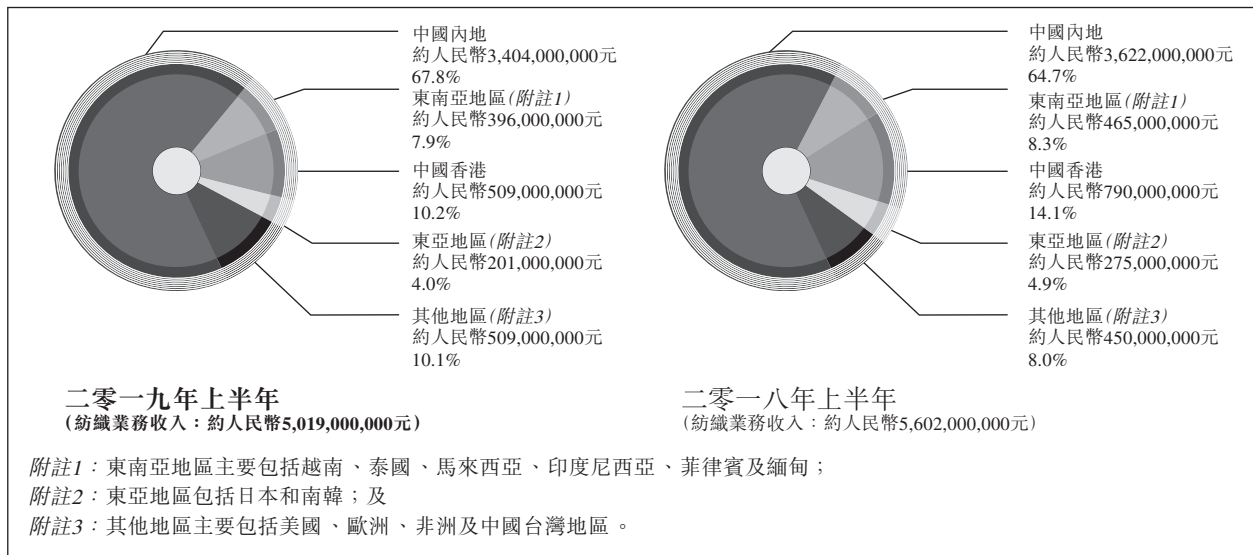 中國內地
約人民幣3,404,000,000元
67.8%
東南亞地區(附註1)
約人民幣396,000,000元
7.9%
中國香港
約人民幣509,000,000元
10.2%
東亞地區(附註2)
約人民幣201,000,000元
4.0%
其他地區(附註3)
約人民幣509,000,000元
10.1%
二零一九年上半年
(紡織業務收入：約人民幣5,019,000,000元)
中國內地
約人民幣3,622,000,000元
64.7%
東南亞地區(附註1)
約人民幣465,000,000元
8.3%
中國香港
約人民幣790,000,000元
14.1%
東亞地區(附註2)
約人民幣275,000,000元
4.9%
其他地區(附註3)
約人民幣450,000,000元
8.0%
二零一八年上半年
(紡織業務收入：約人民幣5,602,000,000元)
附註1：東南亞地區主要包括越南、泰國、馬來西亞、印度尼西亞、菲律賓及緬甸；
附註2：東亞地區包括日本和南韓；及
附註3：其他地區主要包括美國、歐洲、非洲及中國台灣地區。